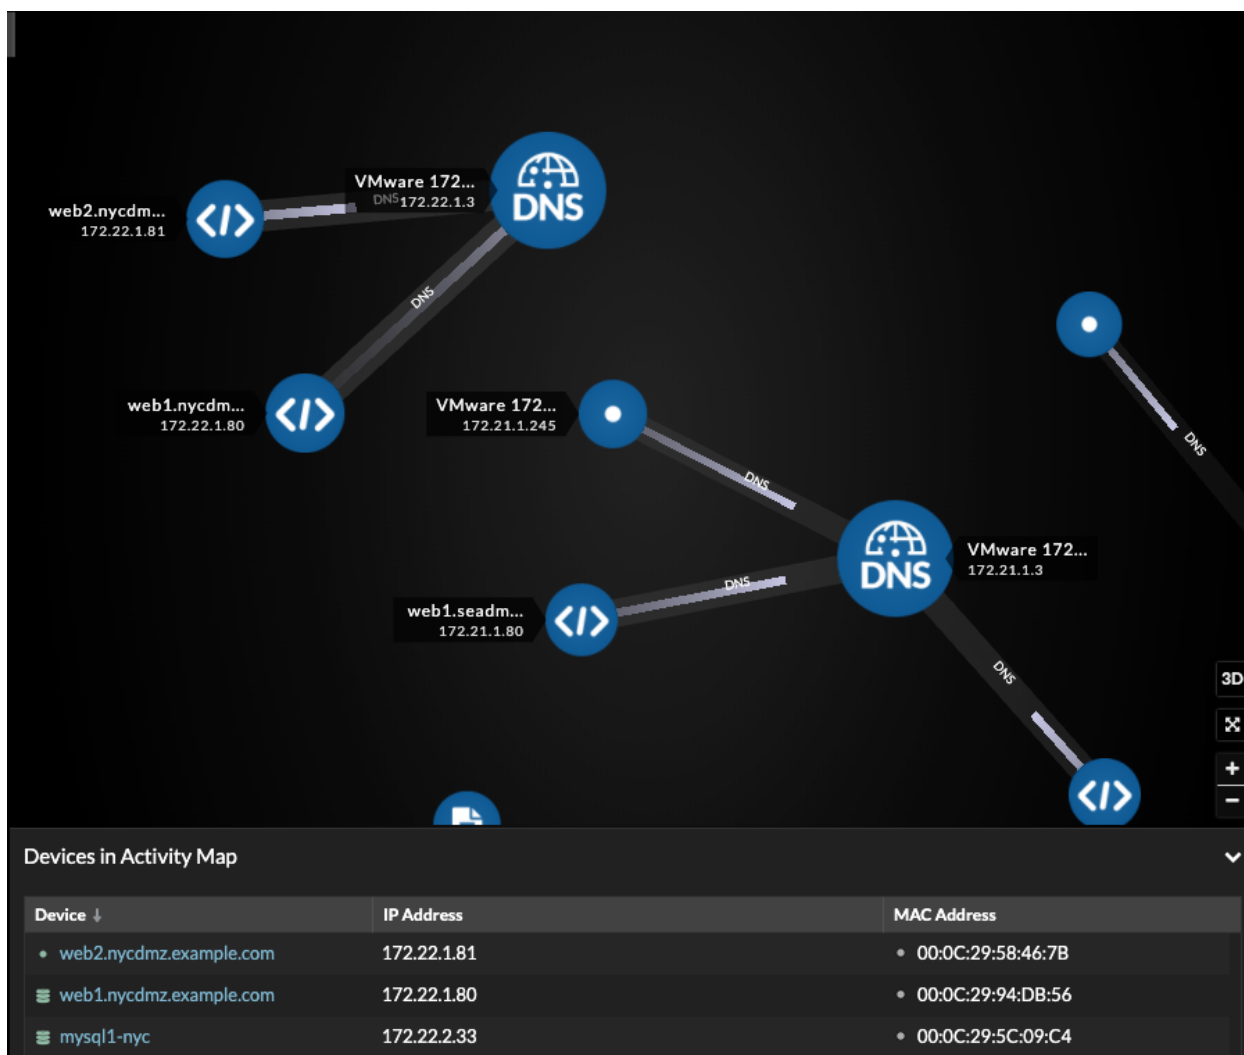 VMware 172...
172.22.1.3
DNS
DNS
web2.nycdm...
172.22.1.81
DNS
web1.nycdm...
172.22.1.80
VMware 172...
172.21.1.245
DNS
DNS
DNS
VMware 172...
172.21.1.3
DNS
web1.seadm...
172.21.1.80
DNS
3D
Devices in Activity Map
Device ↓ IP Address MAC Address
web2.nycdmz.example.com 172.22.1.81 00:0C:29:58:46:7B
web1.nycdmz.example.com 172.22.1.80 00:0C:29:94:DB:56
mysql1-nyc 172.22.2.33 00:0C:29:5C:09:C4